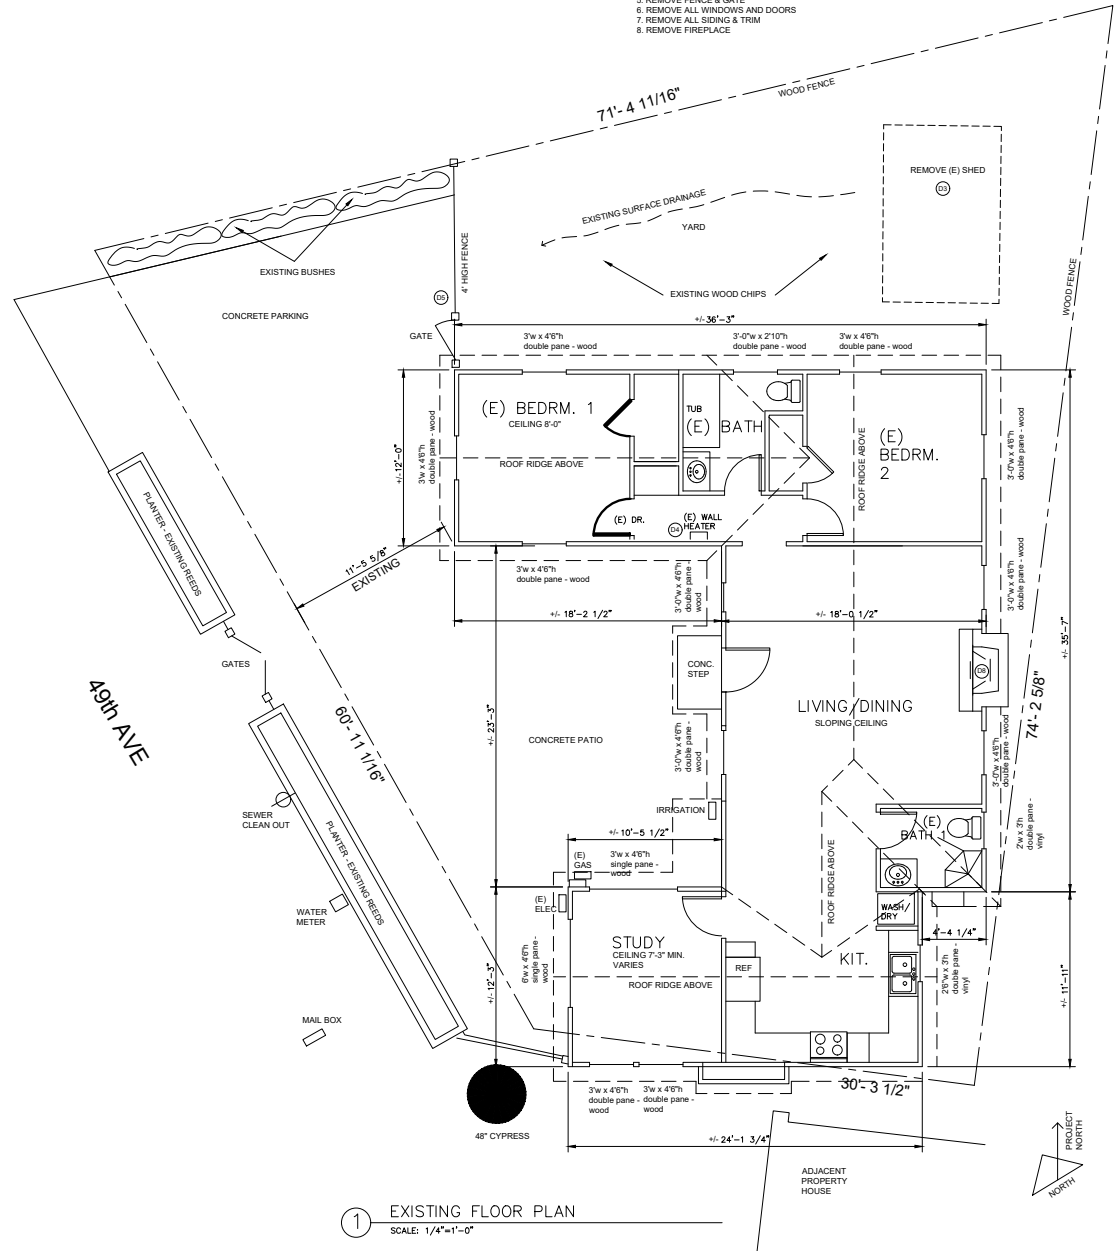 5. REMOVE FENCE & GATE
6. REMOVE ALL WINDOWS AND DOORS
7. REMOVE ALL SIDING & TRIM
8. REMOVE FIREPLACE
71'- 4 11/16"
WOOD FENCE
REMOVE (E) SHED
D3
EXISTING SURFACE DRAINAGE
YARD
EXISTING BUSHES
4' HIGH FENCE
WOOD FENCE
EXISTING WOOD CHIPS
D5
CONCRETE PARKING
GATE
+/- 36'-3"
3'w x 4'6"h
double pane - wood
3'-0"w x 2'10"h
double pane - wood
3'w x 4'6"h
double pane - wood
+/- 12'-0"
3'w x 4'6"h
double pane - wood
(E) BEDRM. 1
CEILING 8'-0"
ROOF RIDGE ABOVE
TUB
(E) BATH
ROOF RIDGE ABOVE
(E)
BEDRM.
2
3'-0"w x 4'6"h
double pane - wood
(E) DR.
D4
(E) WALL
HEATER
PLANTER - EXISTING REEDS
11'-5 5/8"
EXISTING
3'w x 4'6"h
double pane - wood
3'-0"w x 4'6"h
double pane -
wood
3'-0"w x 4'6"h
double pane - wood
+/- 18'-2 1/2"
+/- 18'-0 1/2"
+/- 35'-7"
GATES
CONC.
STEP
D8
49th AVE
60'- 11 1/16"
+/- 23'-3"
CONCRETE PATIO
3'-0"w x 4'6"h
double pane -
wood
LIVING/DINING
SLOPING CEILING
74'- 2 5/8"
3'-0"w x 4'6"h
double pane - wood
SEWER
CLEAN OUT
IRRIGATION
+/- 10'-5 1/2"
(E)
BATH 1
2'w x 3'h
double pane -
vinyl
PLANTER - EXISTING REEDS
(E)
GAS
3'w x 4'6"h
single pane -
wood
ROOF RIDGE ABOVE
WATER
METER
(E)
ELEC
WASH/
DRY
4'-4 1/4"
STUDY
CEILING 7'-3" MIN.
VARIES
ROOF RIDGE ABOVE
REF
KIT.
6'w x 4'6"h
single pane -
wood
2'6"w x 3'h
double pane -
vinyl
+/- 12'-3"
+/- 11'-11"
MAIL BOX
48" CYPRESS
3'w x 4'6"h
double pane -
wood
3'w x 4'6"h
double pane -
wood
30'- 3 1/2"
+/- 24'-1 3/4"
ADJACENT
PROPERTY
HOUSE
PROJECT
NORTH
NORTH
1
EXISTING FLOOR PLAN
SCALE: 1/4"=1'-0"